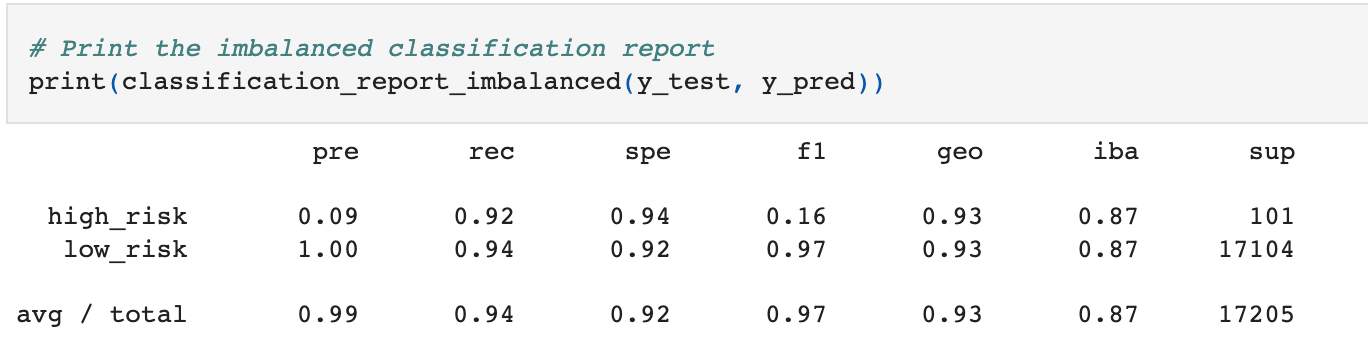 # Print the imbalanced classification report
print(classification_report_imbalanced(y_test, y_pred))
pre rec spe f1 geo iba sup
high_risk 0.09 0.92 0.94 0.16 0.93 0.87 101
low_risk 1.00 0.94 0.92 0.97 0.93 0.87 17104
avg / total 0.99 0.94 0.92 0.97 0.93 0.87 17205